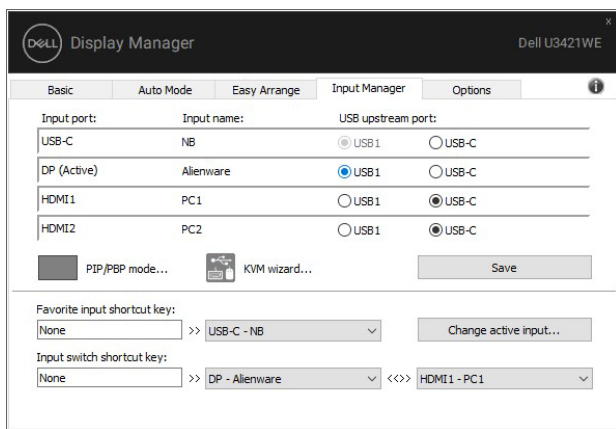 x
DELL Display Manager Dell U3421WE
Basic Auto Mode Easy Arrange Input Manager Options i
Input port: Input name: USB upstream port:
USB-C NB USB1 USB-C
DP (Active) Alienware USB1 USB-C
HDMI1 PC1 USB1 USB-C
HDMI2 PC2 USB1 USB-C
PIP/PBP mode... KVM wizard... Save
Favorite input shortcut key:
None >> USB-C - NB Change active input...
Input switch shortcut key:
None >> DP - Alienware <<>> HDMI1 - PC1